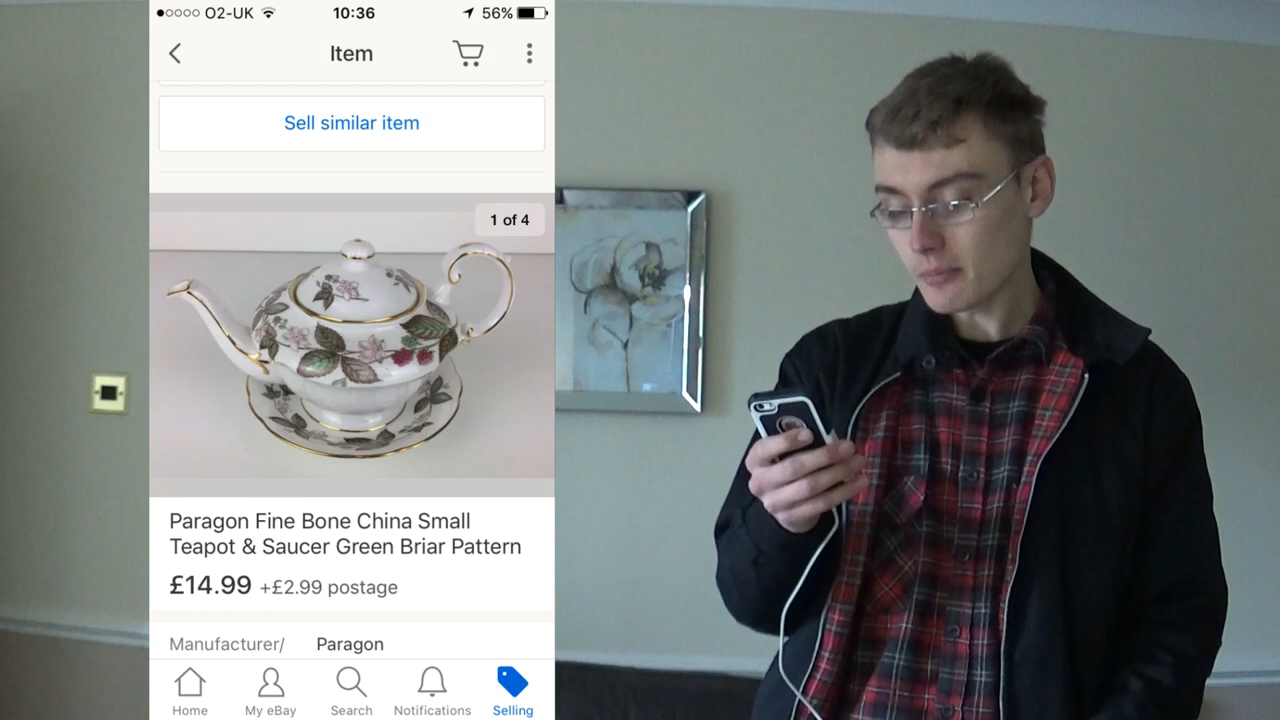 O2-UK 10:36 56%
Item
Sell similar item
1 of 4
Paragon Fine Bone China Small
Teapot & Saucer Green Briar Pattern
£14.99 +£2.99 postage
Manufacturer/ Paragon
Home My eBay Search Notifications Selling